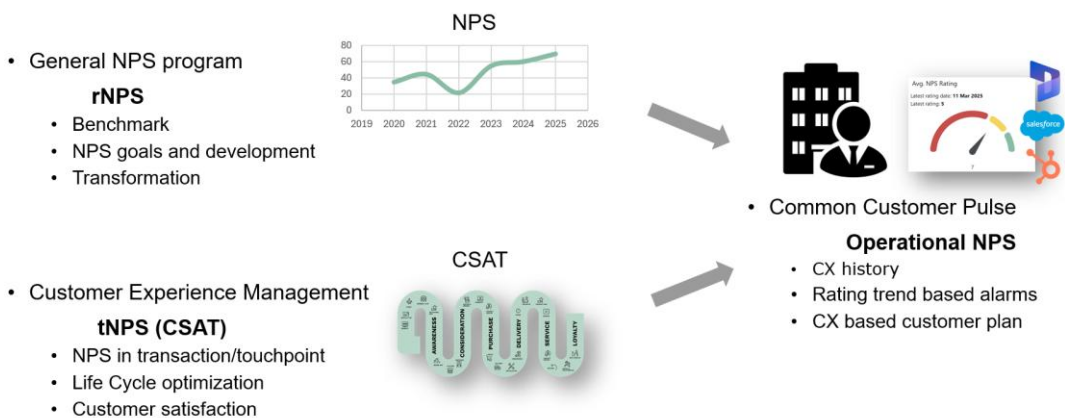 NPS
• General NPS program
rNPS
• Benchmark
• NPS goals and development
• Transformation
80
60
40
20
0
2019 2020 2021 2022 2023 2024 2025 2026
Avg. NPS Rating
Latest rating date: 11 Mar 2025
Latest rating: 5
7
salesforce
• Common Customer Pulse
Operational NPS
• CX history
• Rating trend based alarms
• CX based customer plan
CSAT
• Customer Experience Management
tNPS (CSAT)
• NPS in transaction/touchpoint
• Life Cycle optimization
• Customer satisfaction
AWARENESS
CONSIDERATION
PURCHASE
DELIVERY
SERVICE
LOYALTY